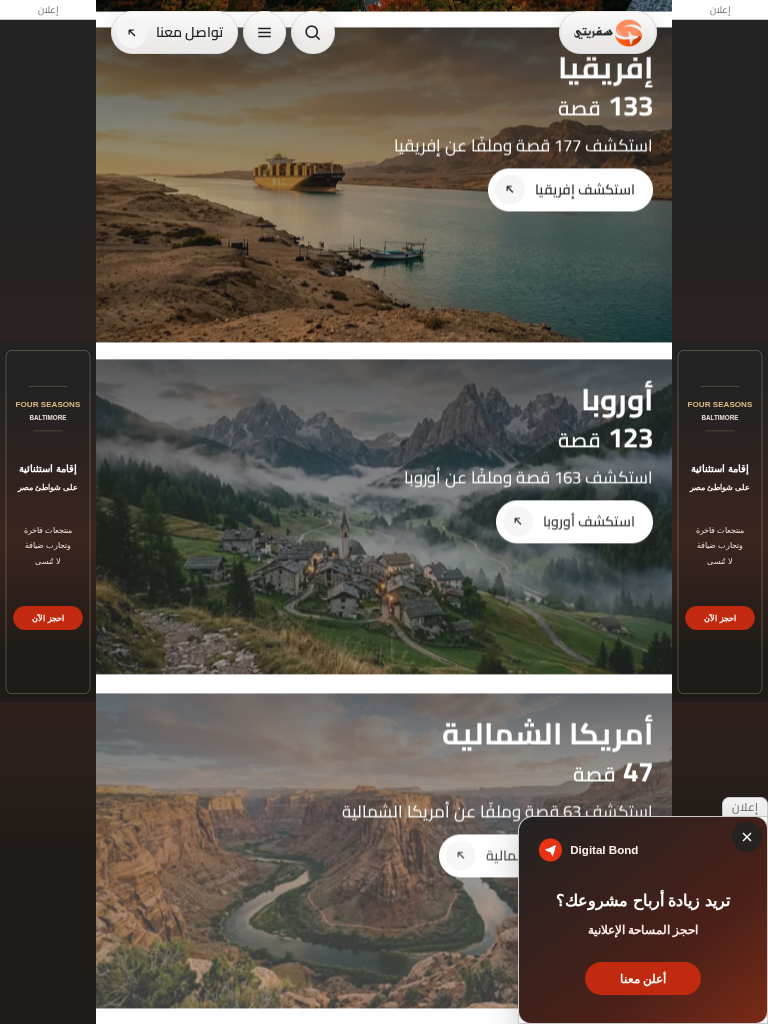 إعلان
إعلان
سفريتي
تواصل معنا
إفريقيا
133 قصة
استكشف 177 قصة وملفًا عن إفريقيا
استكشف إفريقيا
أوروبا
123 قصة
استكشف 163 قصة وملفًا عن أوروبا
استكشف أوروبا
أمريكا الشمالية
47 قصة
استكشف 63 قصة وملفًا عن أمريكا الشمالية
FOUR SEASONS
BALTIMORE
إقامة استثنائية
على شواطئ مصر
منتجعات فاخرة
وتجارب ضيافة
لا تُنسى
احجز الآن
FOUR SEASONS
BALTIMORE
إقامة استثنائية
على شواطئ مصر
منتجعات فاخرة
وتجارب ضيافة
لا تُنسى
احجز الآن
إعلان
Digital Bond
تريد زيادة أرباح مشروعك؟
احجز المساحة الإعلانية
أعلن معنا